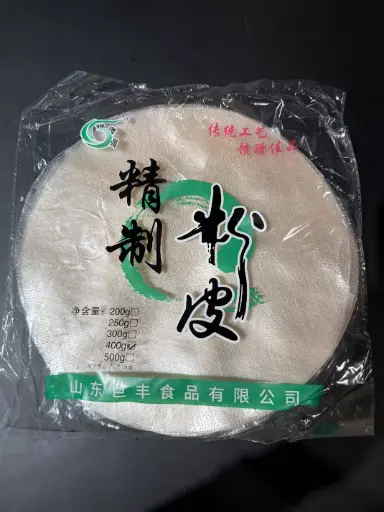 传统工艺
馈赠佳品
精制
粉皮
净含量: 200g□
250g□
300g□
400g☑
500g□
山东巨丰食品有限公司